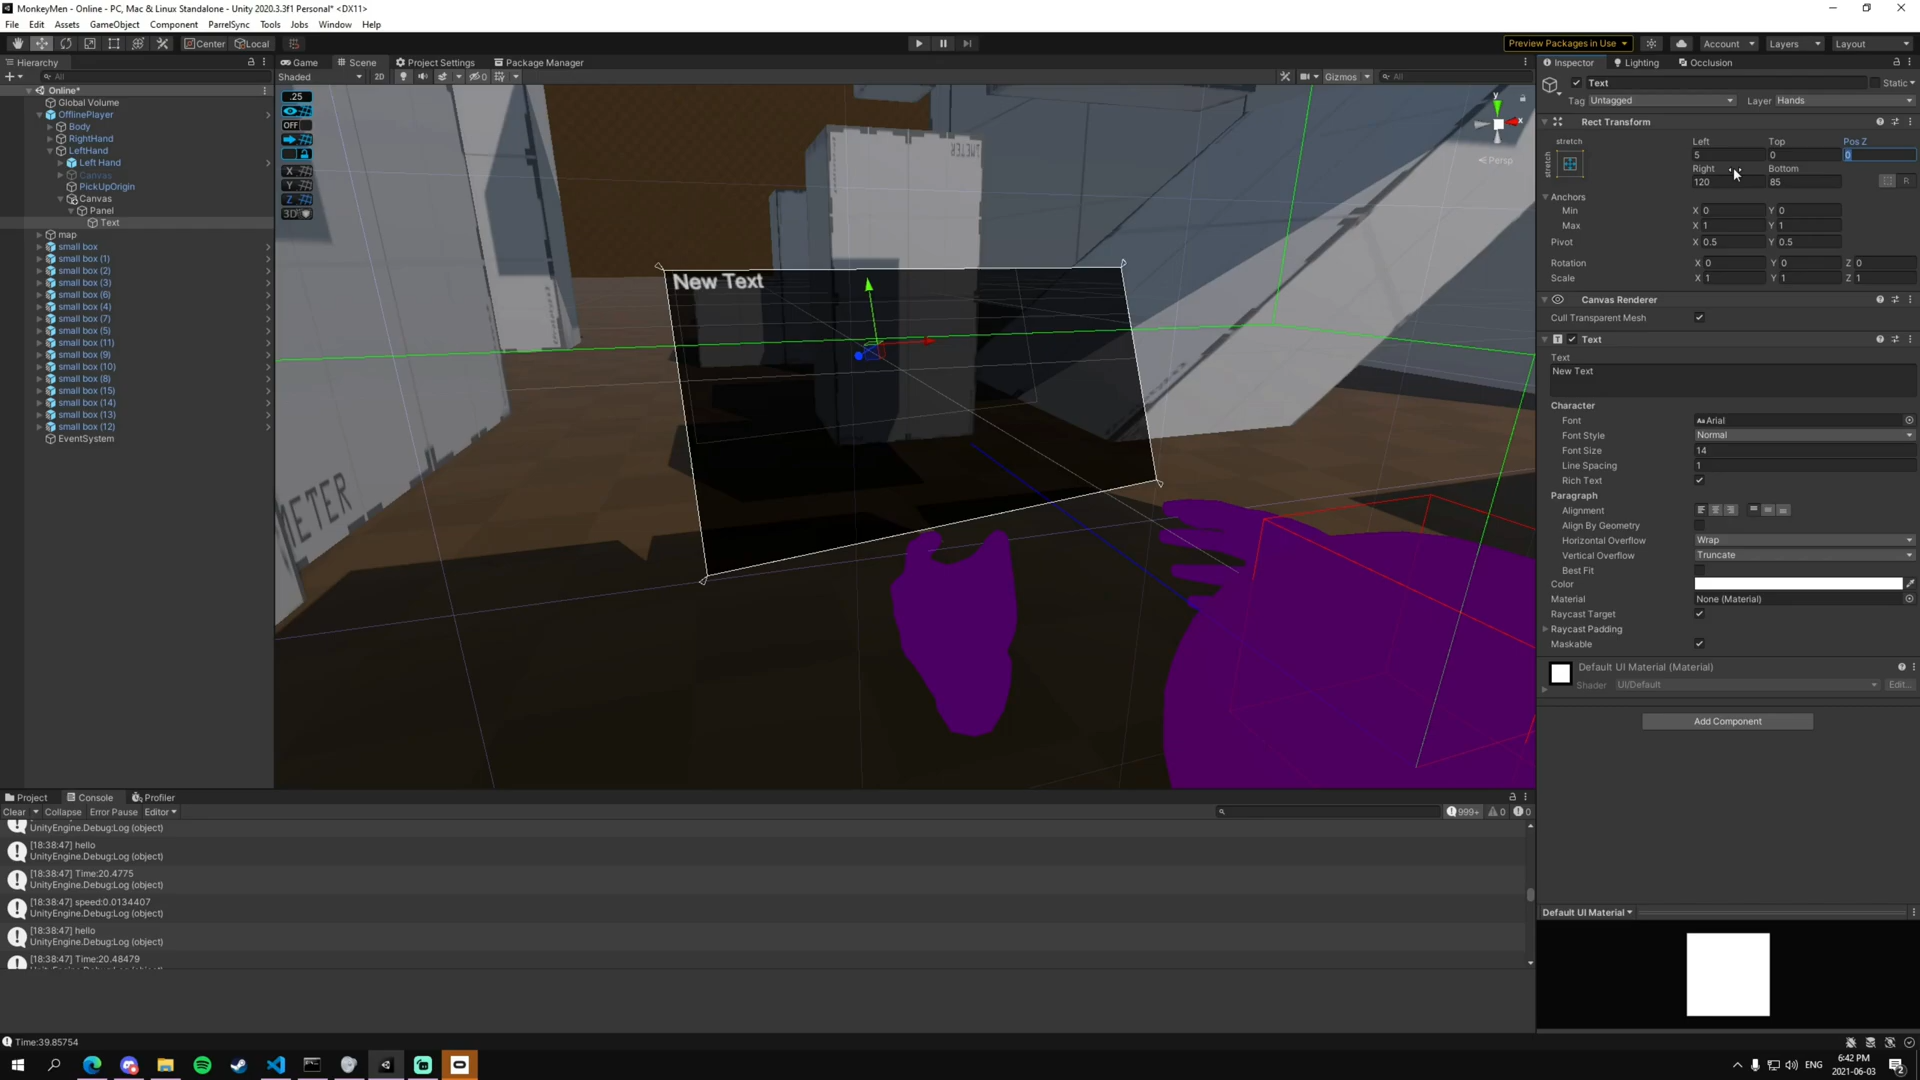 MonkeyMen - Online - PC, Mac & Linux Standalone - Unity 2020.3.3f1 Personal* <DX11>
File Edit Assets GameObject Component ParrelSync Tools Jobs Window Help
Center Local Preview Packages in Use Account Layers Layout
Hierarchy Game Scene Project Settings Package Manager Inspector Lighting Occlusion
All Shaded 2D 0 Gizmos All
Online*
Global Volume
OfflinePlayer
Body
RightHand
LeftHand
Left Hand
Canvas
PickUpOrigin
Canvas
Panel
Text
map
small box
small box (1)
small box (2)
small box (3)
small box (6)
small box (4)
small box (7)
small box (5)
small box (11)
small box (9)
small box (10)
small box (8)
small box (15)
small box (14)
small box (13)
small box (12)
EventSystem
.25
OFF
X
Y
Z
3D
METER
METER
New Text
y
x
Persp
Text Static
Tag Untagged Layer Hands
Rect Transform
stretch Left Top Pos Z
stretch 5 0 0
Right Bottom
120 85 R
Anchors
Min X 0 Y 0
Max X 1 Y 1
Pivot X 0.5 Y 0.5
Rotation X 0 Y 0 Z 0
Scale X 1 Y 1 Z 1
Canvas Renderer
Cull Transparent Mesh
Text
Text
New Text
Character
Font Arial
Font Style Normal
Font Size 14
Line Spacing 1
Rich Text
Paragraph
Alignment
Align By Geometry
Horizontal Overflow Wrap
Vertical Overflow Truncate
Best Fit
Color
Material None (Material)
Raycast Target
Raycast Padding
Maskable
Default UI Material (Material)
Shader UI/Default Edit...
Add Component
Default UI Material
Project Console Profiler
Clear Collapse Error Pause Editor 999+ 0 0
UnityEngine.Debug:Log (object)
[18:38:47] hello
UnityEngine.Debug:Log (object)
[18:38:47] Time:20.4775
UnityEngine.Debug:Log (object)
[18:38:47] speed:0.0134407
UnityEngine.Debug:Log (object)
[18:38:47] hello
UnityEngine.Debug:Log (object)
[18:38:47] Time:20.48479
Time:39.85754
ENG 6:42 PM
2021-06-03 2